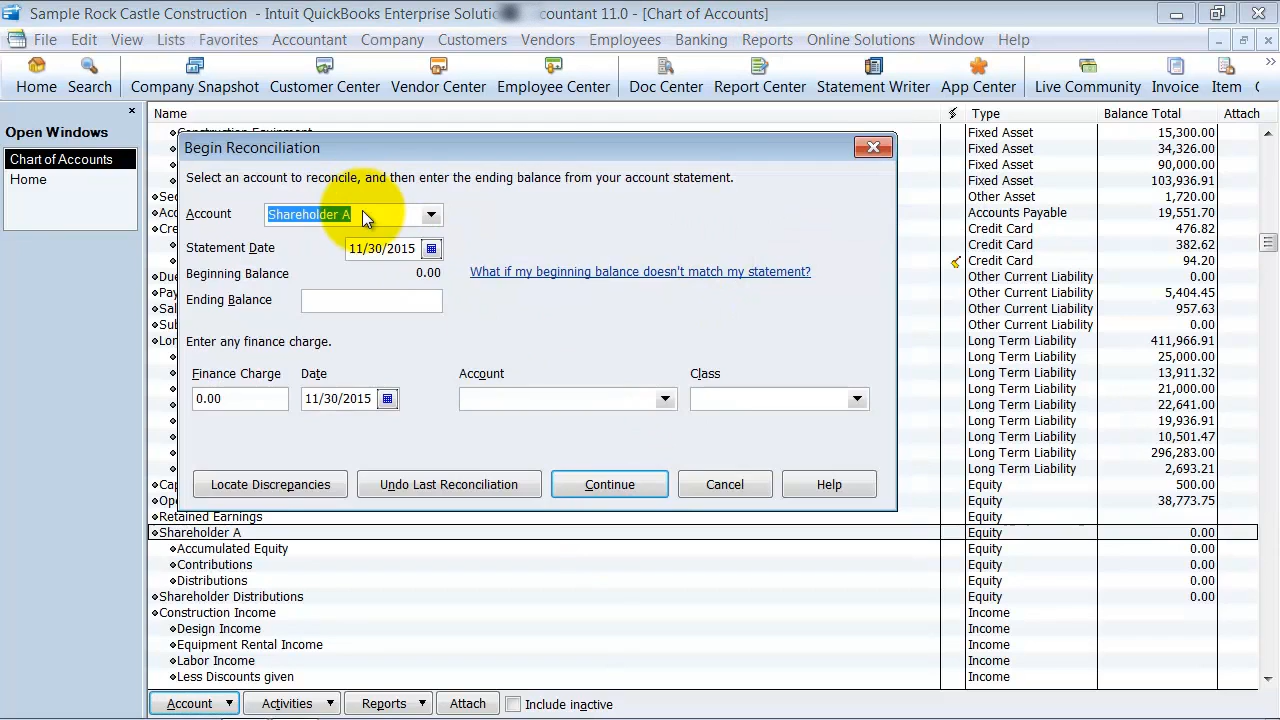 Sample Rock Castle Construction - Intuit QuickBooks Enterprise Solutio ccountant 11.0 - [Chart of Accounts]
File Edit View Lists Favorites Accountant Company Customers Vendors Employees Banking Reports Online Solutions Window Help
Home Search Company Snapshot Customer Center Vendor Center Employee Center Doc Center Report Center Statement Writer App Center Live Community Invoice Item
Open Windows
Chart of Accounts
Home
Name Type Balance Total Attach
Fixed Asset 15,300.00
Fixed Asset 34,326.00
Fixed Asset 90,000.00
Fixed Asset 103,936.91
Other Asset 1,720.00
Accounts Payable 19,551.70
Credit Card 476.82
Credit Card 382.62
Credit Card 94.20
Other Current Liability 0.00
Other Current Liability 5,404.45
Other Current Liability 957.63
Other Current Liability 0.00
Long Term Liability 411,966.91
Long Term Liability 25,000.00
Long Term Liability 13,911.32
Long Term Liability 21,000.00
Long Term Liability 22,641.00
Long Term Liability 19,936.91
Long Term Liability 10,501.47
Long Term Liability 296,283.00
Long Term Liability 2,693.21
Equity 500.00
Equity 38,773.75
Retained Earnings Equity
Shareholder A Equity 0.00
Accumulated Equity Equity 0.00
Contributions Equity 0.00
Distributions Equity 0.00
Shareholder Distributions Equity 0.00
Construction Income Income
Design Income Income
Equipment Rental Income Income
Labor Income Income
Less Discounts given Income
Begin Reconciliation
Select an account to reconcile, and then enter the ending balance from your account statement.
Account Shareholder A
Statement Date 11/30/2015
Beginning Balance 0.00 What if my beginning balance doesn't match my statement?
Ending Balance
Enter any finance charge.
Finance Charge Date Account Class
0.00 11/30/2015
Locate Discrepancies Undo Last Reconciliation Continue Cancel Help
Account Activities Reports Attach Include inactive